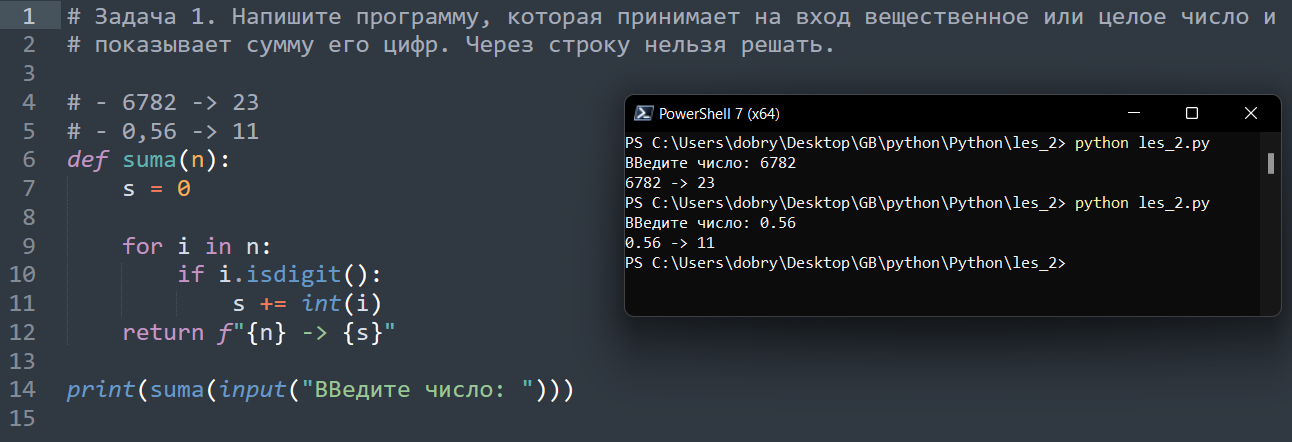 1 # Задача 1. Напишите программу, которая принимает на вход вещественное или целое число и
2 # показывает сумму его цифр. Через строку нельзя решать.
3
4 # - 6782 -> 23
5 # - 0,56 -> 11
6 def suma(n):
7     s = 0
8
9     for i in n:
10         if i.isdigit():
11             s += int(i)
12     return f"{n} -> {s}"
13
14 print(suma(input("ВВедите число: ")))
15
PowerShell 7 (x64)
PS C:\Users\dobry\Desktop\GB\python\Python\les_2> python les_2.py
ВВедите число: 6782
6782 -> 23
PS C:\Users\dobry\Desktop\GB\python\Python\les_2> python les_2.py
ВВедите число: 0.56
0.56 -> 11
PS C:\Users\dobry\Desktop\GB\python\Python\les_2>